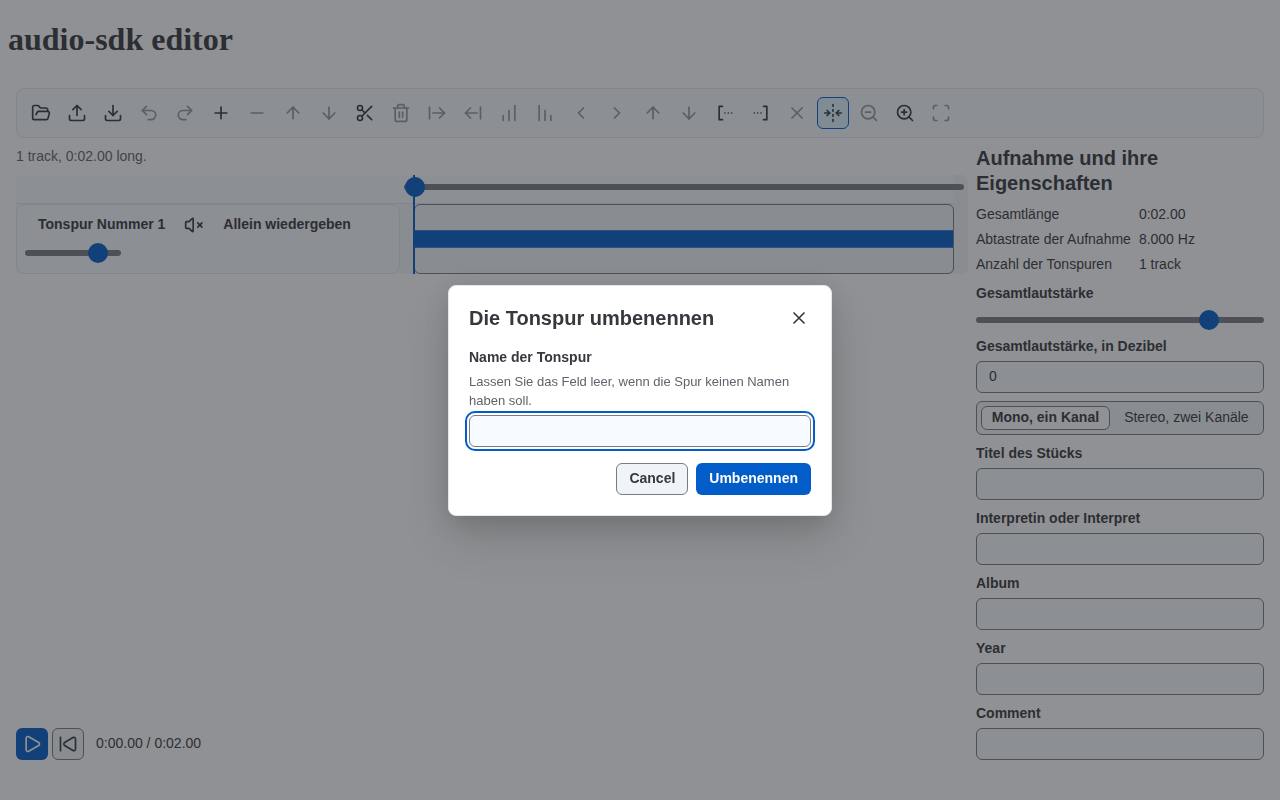 audio-sdk editor
1 track, 0:02.00 long.
Tonspur Nummer 1
Allein wiedergeben
Aufnahme und ihre
Eigenschaften
Gesamtlänge 0:02.00
Abtastrate der Aufnahme 8.000 Hz
Anzahl der Tonspuren 1 track
Gesamtlautstärke
Gesamtlautstärke, in Dezibel
0
Mono, ein Kanal Stereo, zwei Kanäle
Titel des Stücks
Interpretin oder Interpret
Album
Year
Comment
Die Tonspur umbenennen
Name der Tonspur
Lassen Sie das Feld leer, wenn die Spur keinen Namen
haben soll.
Cancel Umbenennen
0:00.00 / 0:02.00